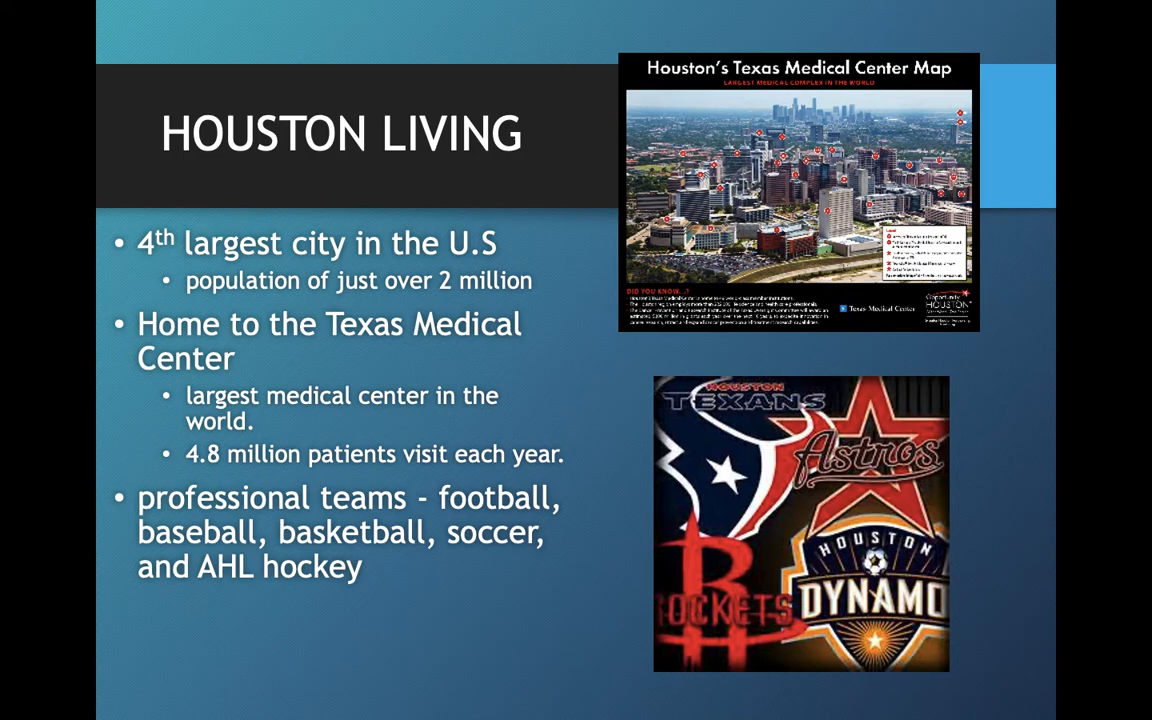 HOUSTON LIVING
• 4th largest city in the U.S
• population of just over 2 million
• Home to the Texas Medical
Center
• largest medical center in the
world.
• 4.8 million patients visit each year.
• professional teams - football,
baseball, basketball, soccer,
and AHL hockey
Houston's Texas Medical Center Map
LARGEST MEDICAL COMPLEX IN THE WORLD
DID YOU KNOW...?
Texas Medical Center
Opportunity
HOUSTON
HOUSTON
TEXANS
Astros
ROCKETS
HOUSTON
DYNAMO